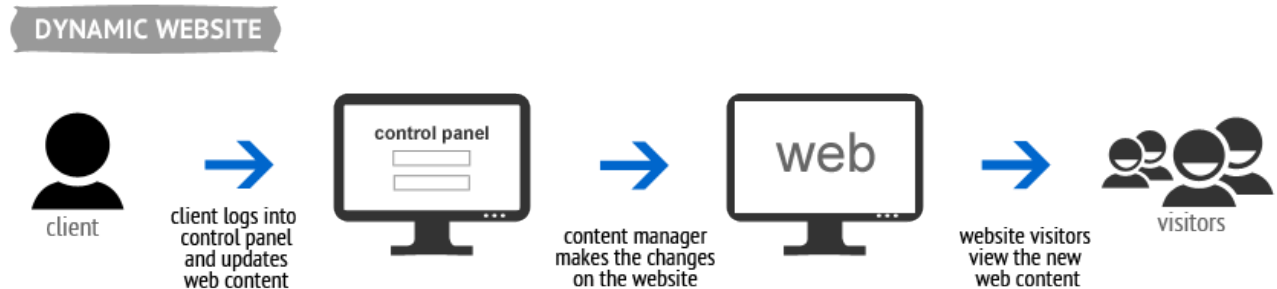 DYNAMIC WEBSITE
client
client logs into
control panel
and updates
web content
control panel
content manager
makes the changes
on the website
web
website visitors
view the new
web content
visitors